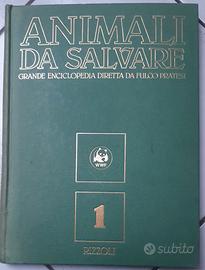 ANIMALI
DA SALVARE
GRANDE ENCICLOPEDIA DIRETTA DA FULCO PRATESI
WWF
1
RIZZOLI
subito